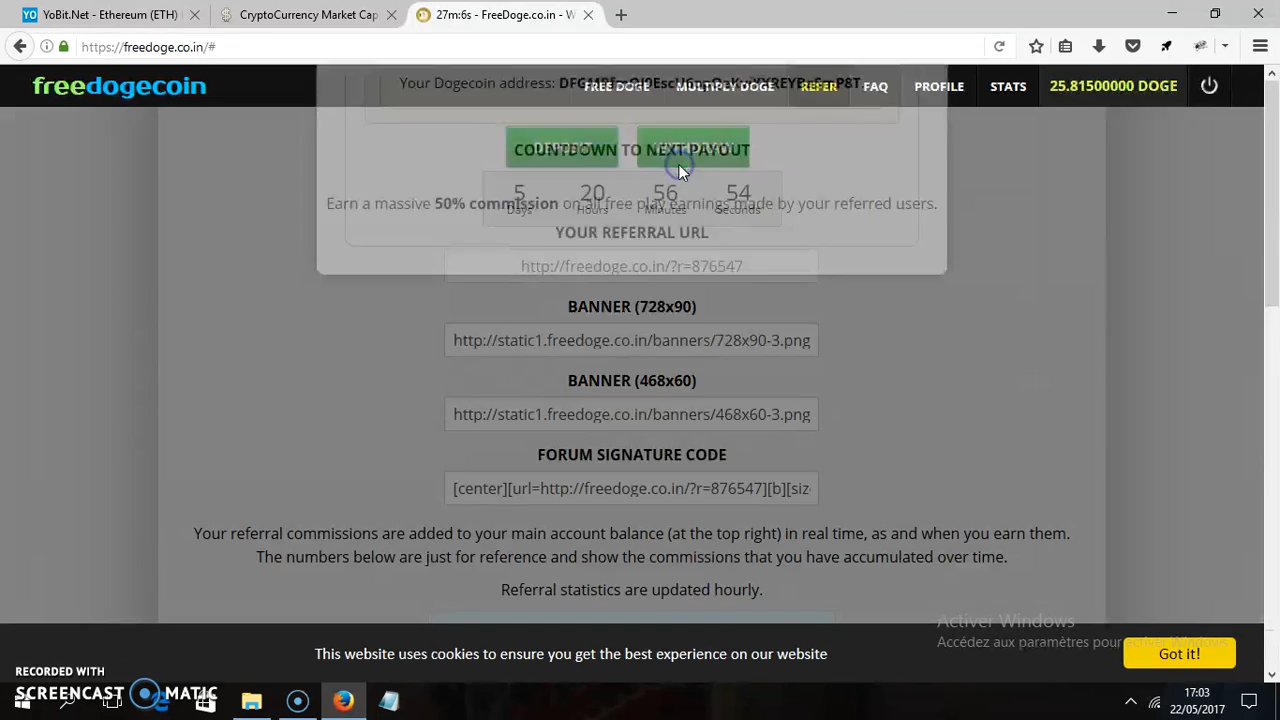 YoBit.Net - Ethereum (ETH)
CryptoCurrency Market Cap
27m:6s - FreeDoge.co.in - W
https://freedoge.co.in/#
freedogecoin
FREE DOGE
MULTIPLY DOGE
REFER
FAQ
PROFILE
STATS
25.81500000 DOGE
Your Dogecoin address:
COUNTDOWN TO NEXT PAYOUT
5 20 56 54
Days Hours Minutes Seconds
Earn a massive 50% commission on all free play earnings made by your referred users.
YOUR REFERRAL URL
http://freedoge.co.in/?r=876547
BANNER (728x90)
http://static1.freedoge.co.in/banners/728x90-3.png
BANNER (468x60)
http://static1.freedoge.co.in/banners/468x60-3.png
FORUM SIGNATURE CODE
[center][url=http://freedoge.co.in/?r=876547][b][siz
Your referral commissions are added to your main account balance (at the top right) in real time, as and when you earn them.
The numbers below are just for reference and show the commissions that you have accumulated over time.
Referral statistics are updated hourly.
Activer Windows
Accédez aux paramètres pour activer Windows.
This website uses cookies to ensure you get the best experience on our website
Got it!
RECORDED WITH
SCREENCAST MATIC
17:03
22/05/2017